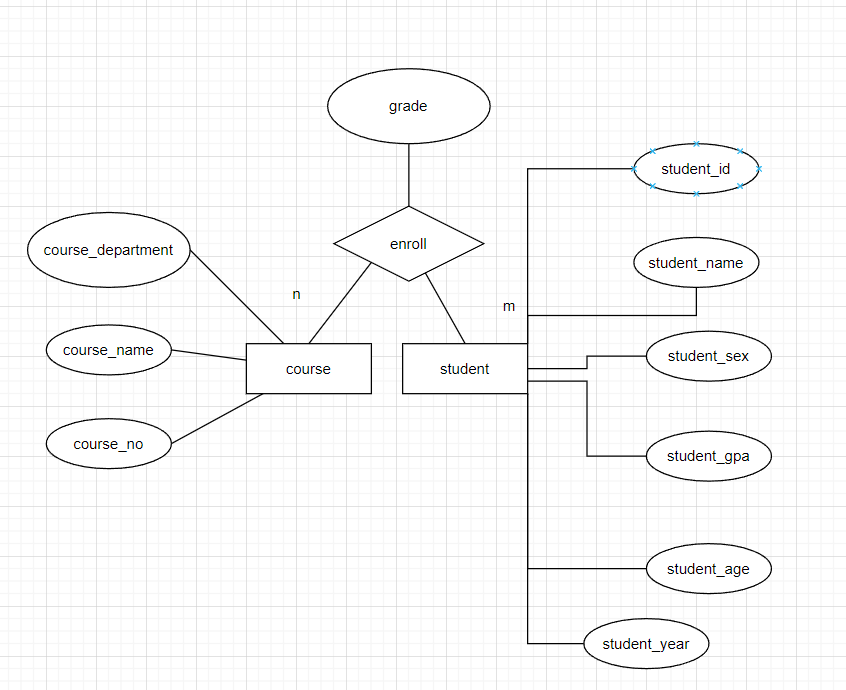 grade
student_id
enroll
course_department
student_name
n
m
course_name
student_sex
course
student
course_no
student_gpa
student_age
student_year